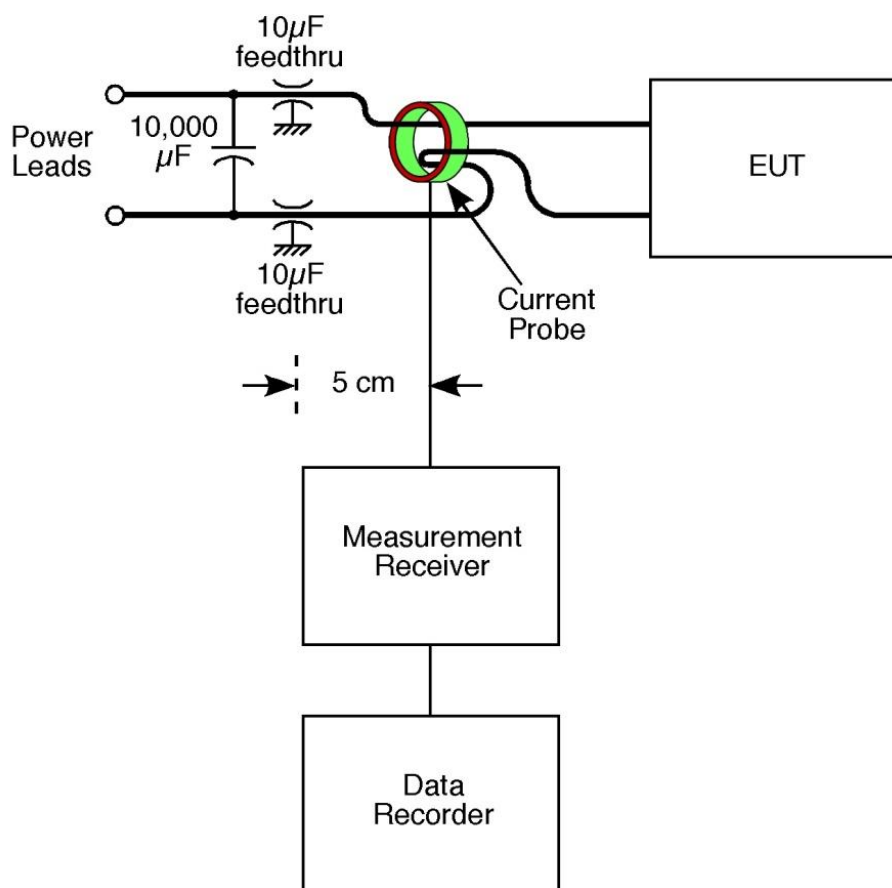 10µF
feedthru
Power
Leads
10,000
µF
10µF
feedthru
EUT
Current
Probe
5 cm
Measurement
Receiver
Data
Recorder